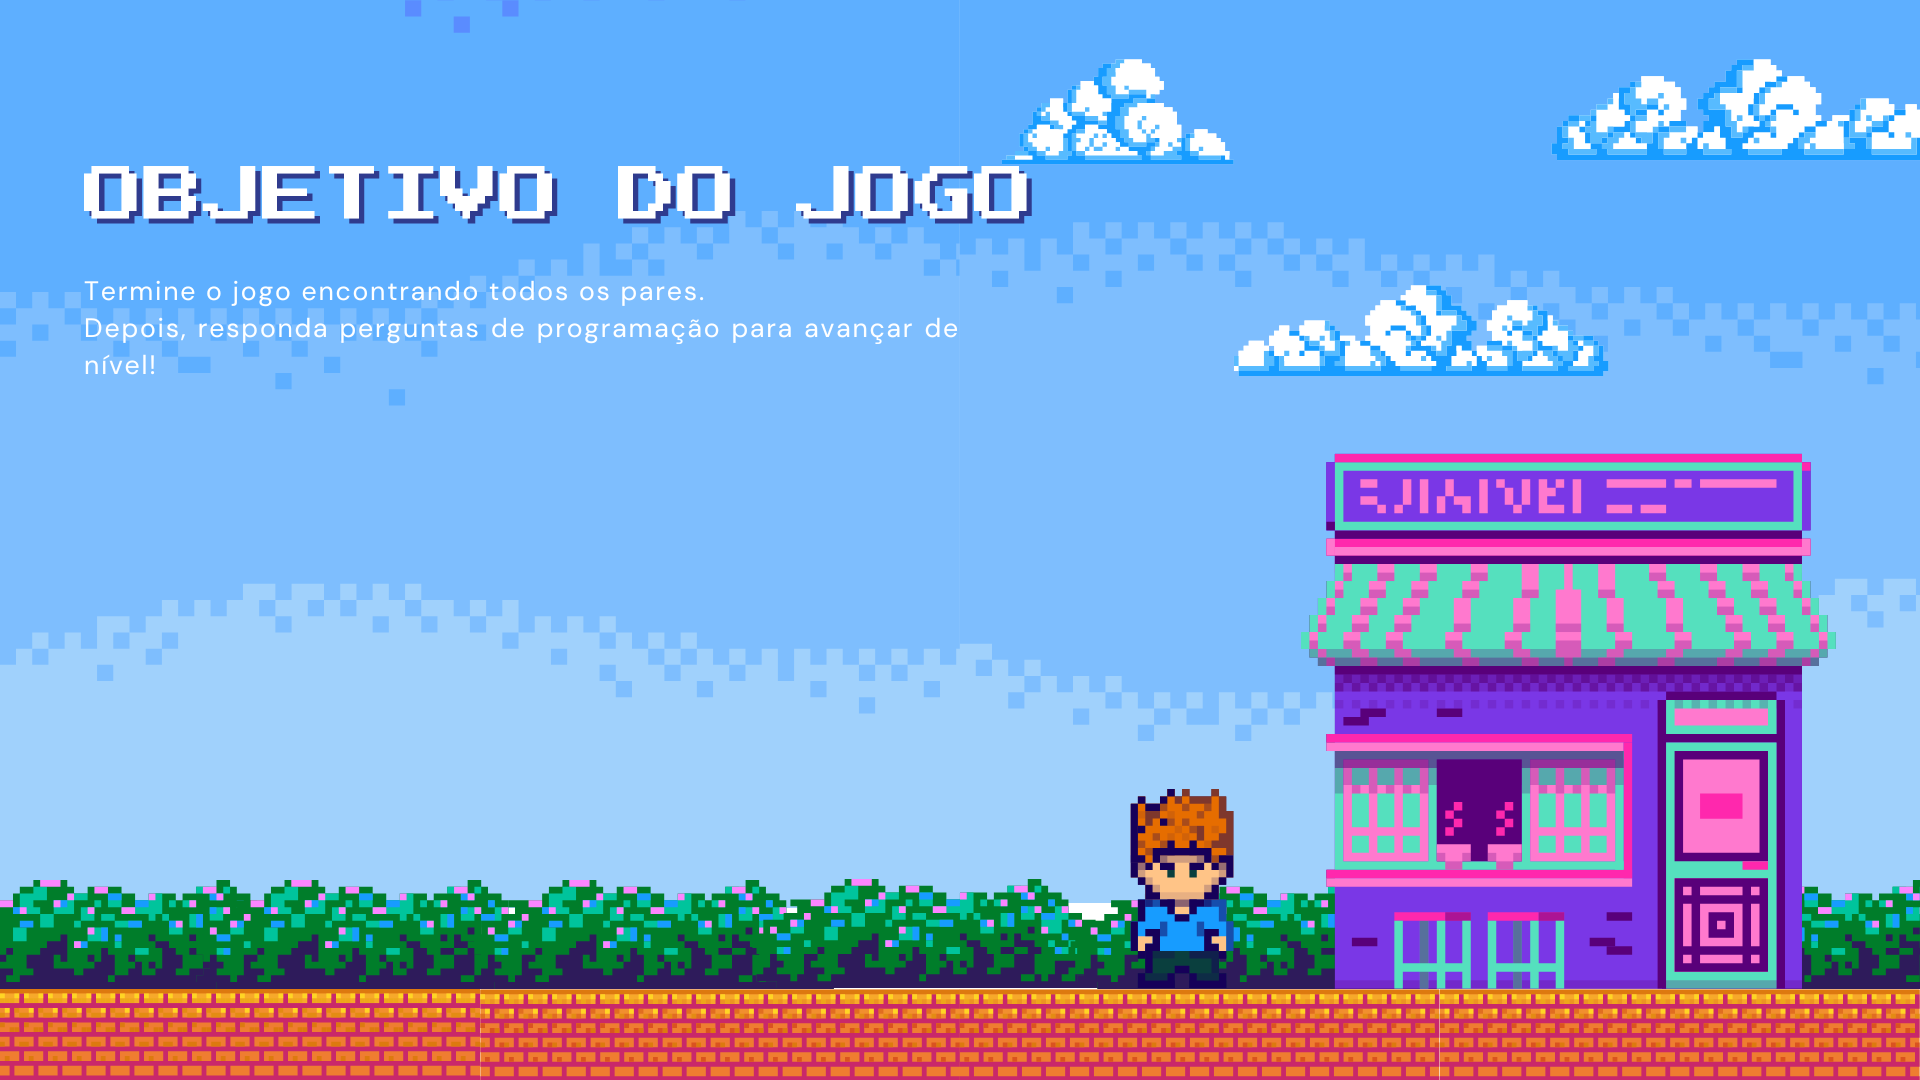 OBJETIVO DO JOGO
Termine o jogo encontrando todos os pares.
Depois, responda perguntas de programação para avançar de
nível!